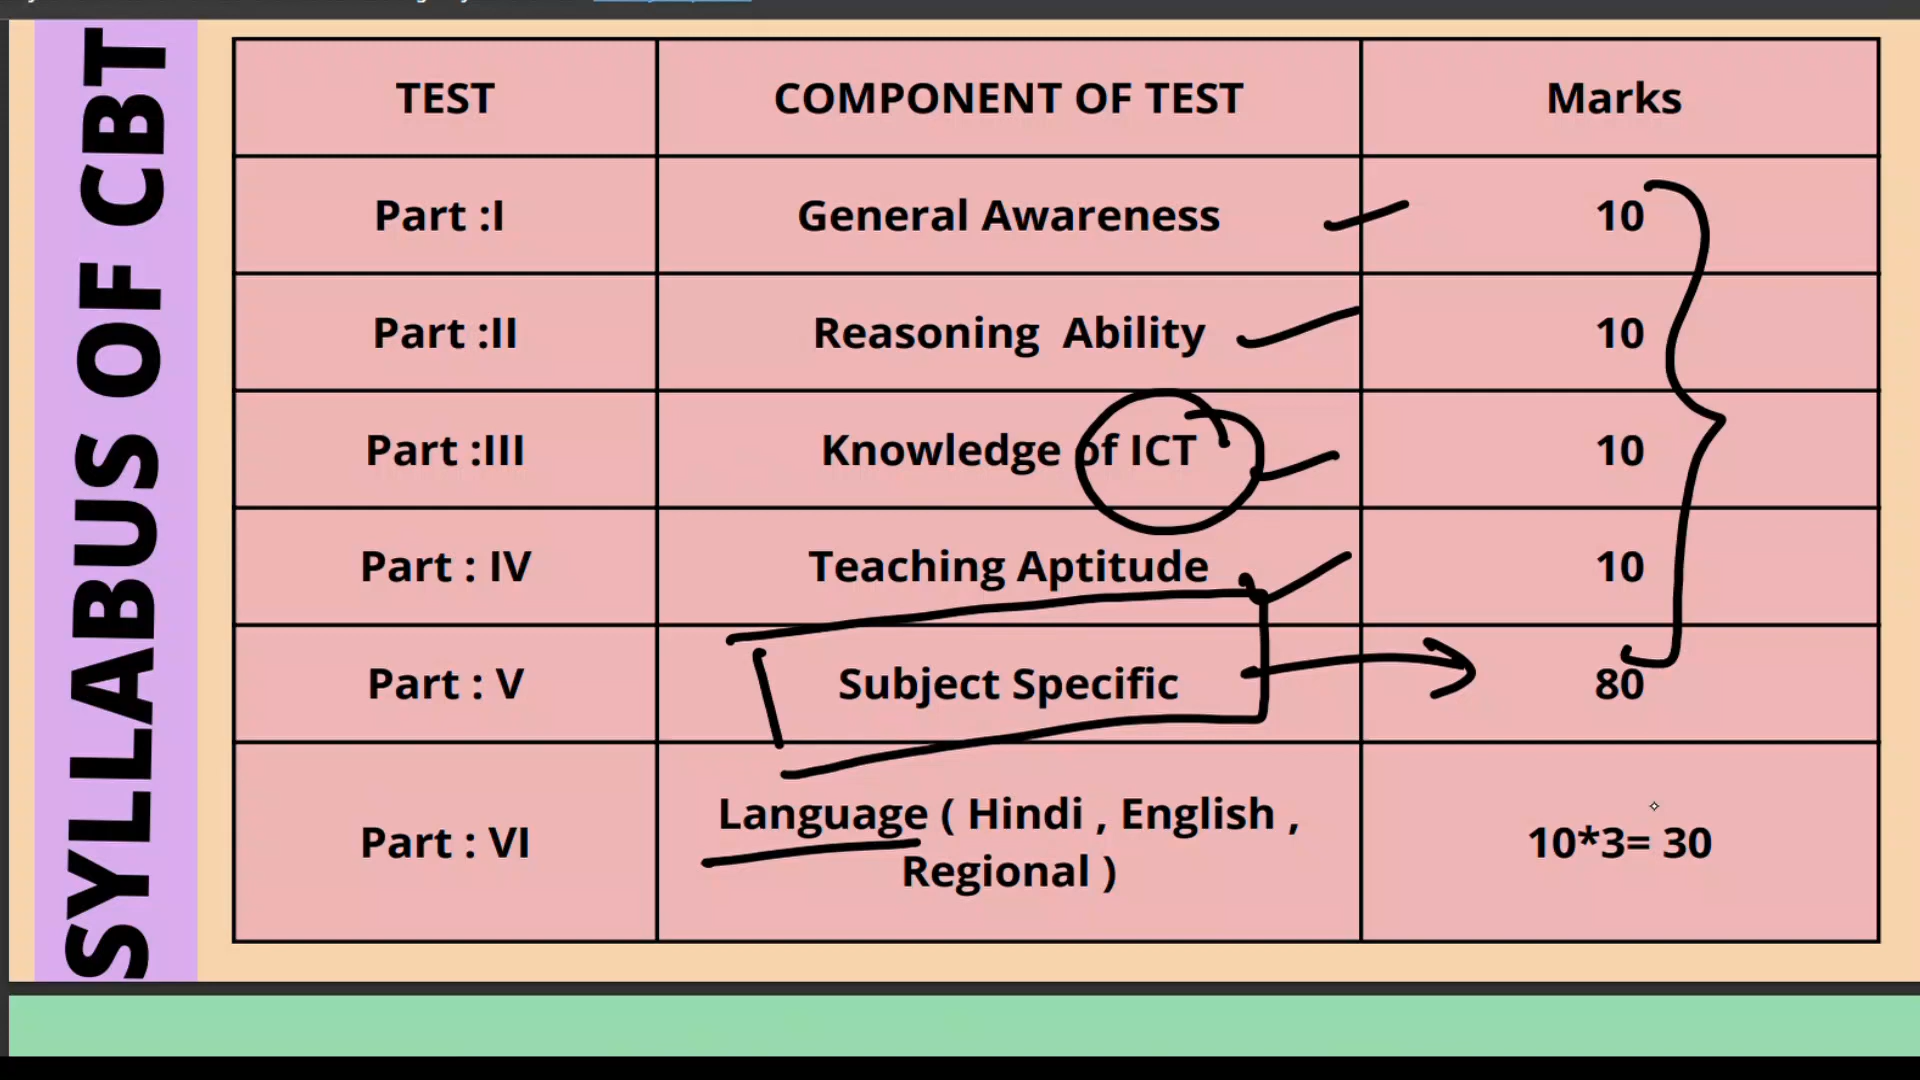 SYLLABUS OF CBT
TEST COMPONENT OF TEST Marks
Part :I General Awareness 10
Part :II Reasoning Ability 10
Part :III Knowledge of ICT 10
Part : IV Teaching Aptitude 10
Part : V Subject Specific 80
Part : VI Language ( Hindi , English ,
Regional ) 10*3= 30